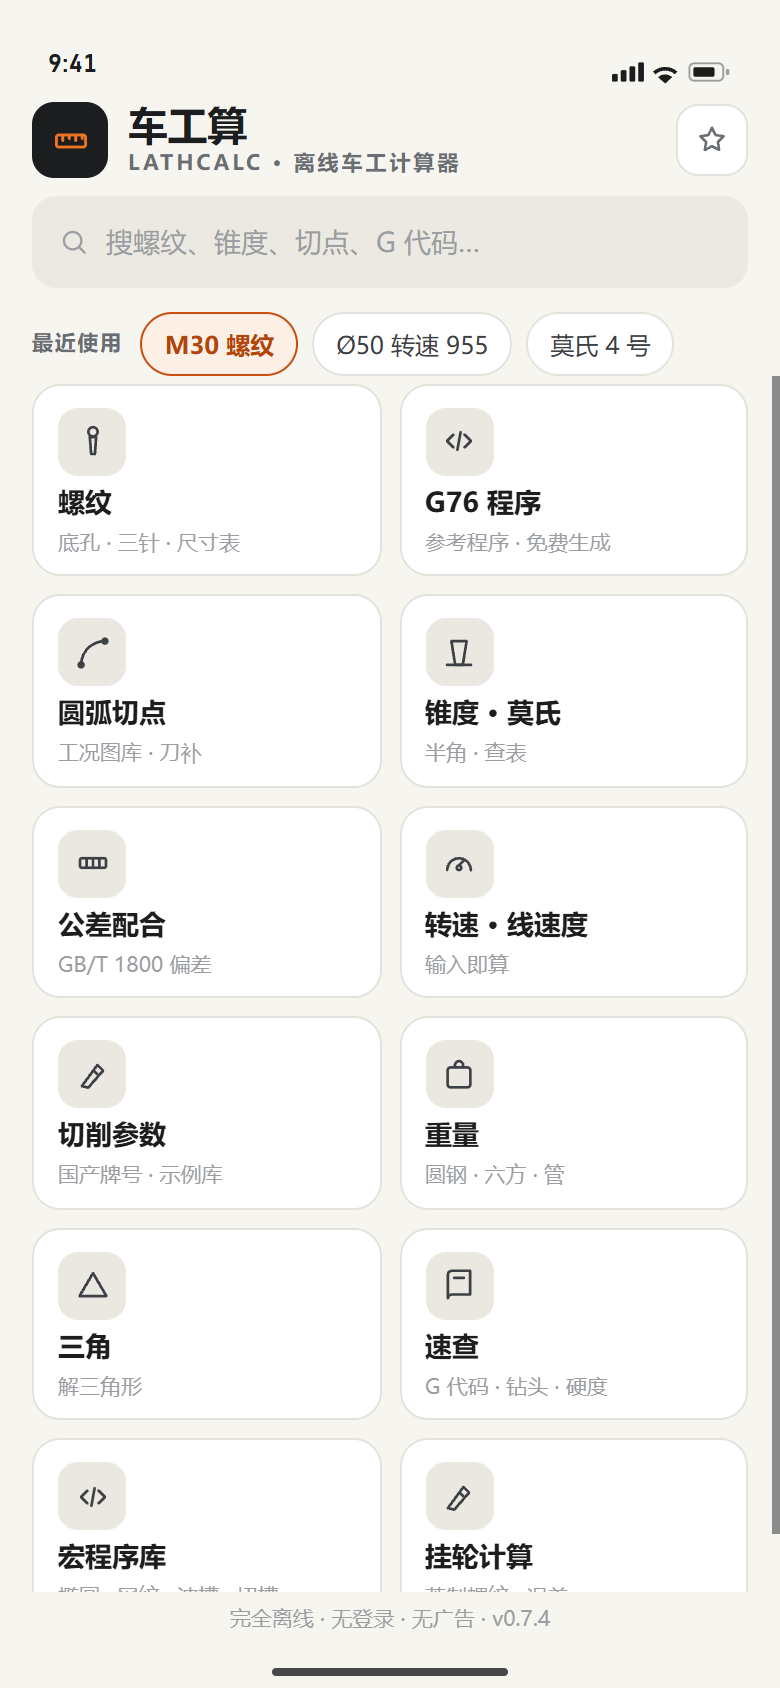 9:41
车工算
LATHCALC • 离线车工计算器
搜螺纹、锥度、切点、G 代码...
最近使用 M30 螺纹 Ø50 转速 955 莫氏 4 号
螺纹
底孔 · 三针 · 尺寸表
G76 程序
参考程序 · 免费生成
圆弧切点
工况图库 · 刀补
锥度 • 莫氏
半角 · 查表
公差配合
GB/T 1800 偏差
转速 • 线速度
输入即算
切削参数
国产牌号 · 示例库
重量
圆钢 · 六方 · 管
三角
解三角形
速查
G 代码 · 钻头 · 硬度
宏程序库
挂轮计算
完全离线 · 无登录 · 无广告 · v0.7.4